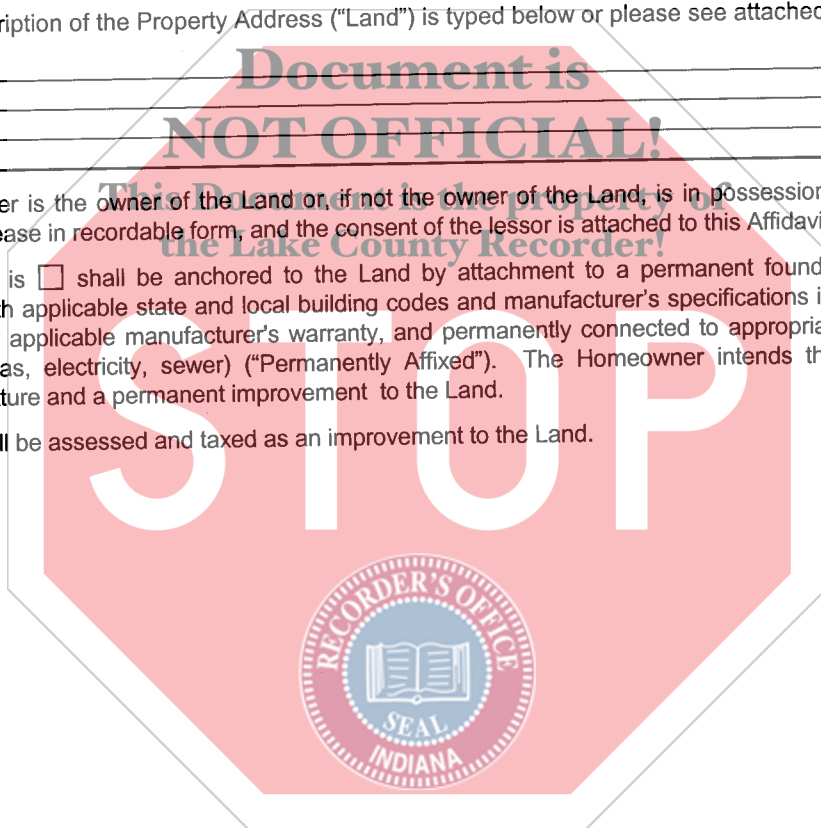 ription of the Property Address ("Land") is typed below or please see attached
Document is
NOT OFFICIAL!
This Document is the property of
the Lake County Recorder!
er is the owner of the Land or, if not the owner of the Land, is in possession
ease in recordable form, and the consent of the lessor is attached to this Affidavi
is ☐ shall be anchored to the Land by attachment to a permanent found
h applicable state and local building codes and manufacturer's specifications i
applicable manufacturer's warranty, and permanently connected to appropria
as, electricity, sewer) ("Permanently Affixed"). The Homeowner intends th
ture and a permanent improvement to the Land.
ll be assessed and taxed as an improvement to the Land.
STOP
RECORDER'S OFFICE
SEAL
INDIANA